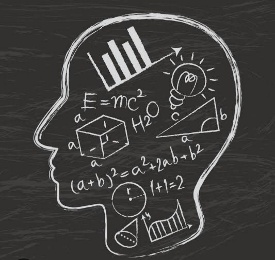 E=mc²
H2O
a
a
a
c
b
a
(a+b)²=a²+2ab+b²
1+1=2